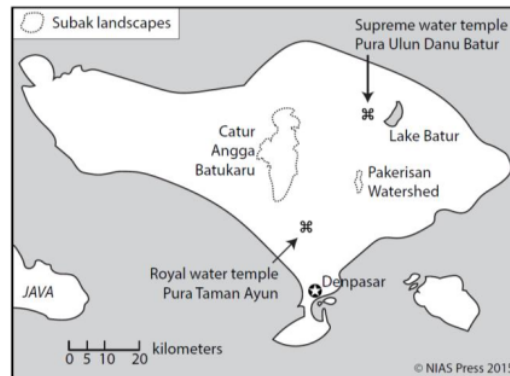 Subak landscapes
Supreme water temple
Pura Ulun Danu Batur
Catur
Angga
Batukaru
Lake Batur
Pakerisan
Watershed
Royal water temple
Pura Taman Ayun
Denpasar
JAVA
kilometers
0 5 10 20
© NIAS Press 2015